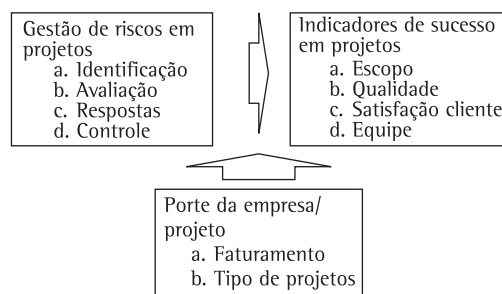 Gestão de riscos em
projetos
a. Identificação
b. Avaliação
c. Respostas
d. Controle
Indicadores de sucesso
em projetos
a. Escopo
b. Qualidade
c. Satisfação cliente
d. Equipe
Porte da empresa/
projeto
a. Faturamento
b. Tipo de projetos